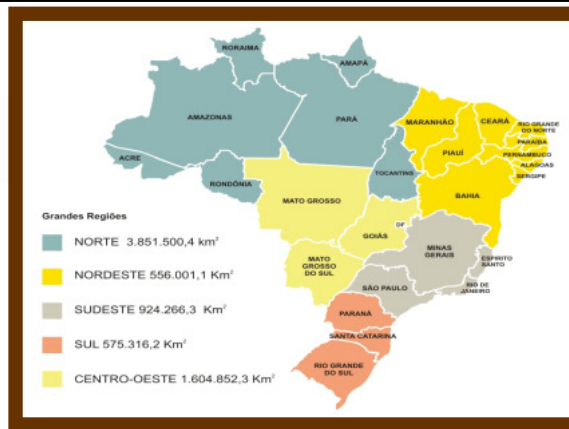 RORAIMA
AMAPÁ
AMAZONAS
PARÁ
MARANHÃO
CEARÁ
RIO GRANDE
DO NORTE
PARAÍBA
PIAUÍ
PERNAMBUCO
ALAGOAS
SERGIPE
ACRE
TOCANTINS
RONDÔNIA
BAHIA
MATO GROSSO
DF
GOIÁS
MINAS
GERAIS
MATO
GROSSO
DO SUL
ESPIRITO
SANTO
SÃO PAULO
RIO DE
JANEIRO
PARANÁ
SANTA CATARINA
RIO GRANDE
DO SUL
Grandes Regiões
NORTE 3.851.500,4 km²
NORDESTE 556.001,1 Km²
SUDESTE 924.266,3 Km²
SUL 575.316,2 Km²
CENTRO-OESTE 1.604.852,3 Km²